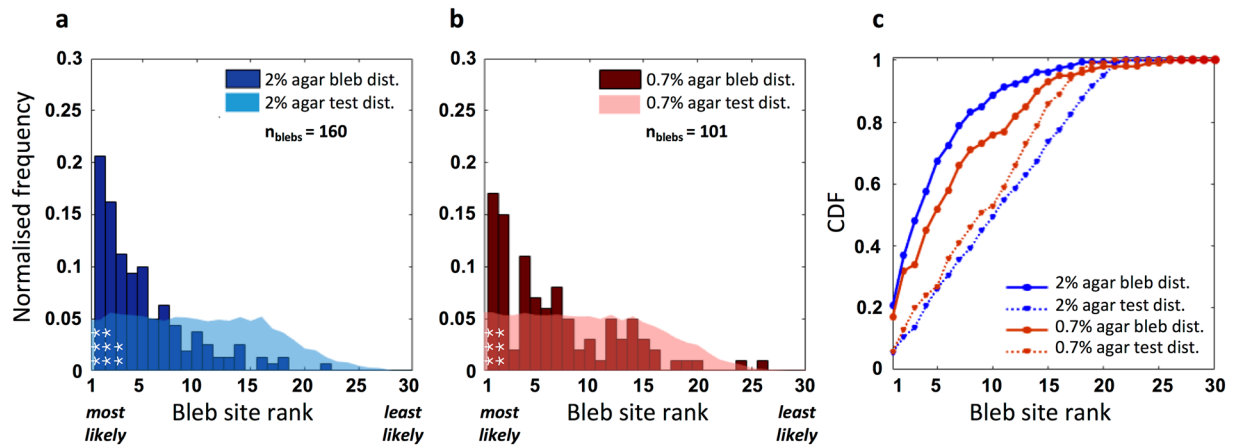 a
0.3
0.25
0.2
0.15
0.1
0.05
0
Normalised frequency
2% agar bleb dist.
2% agar test dist.
nblebs = 160
***
***
**
1 5 10 15 20 25 30
most
likely
Bleb site rank
least
likely
b
0.3
0.25
0.2
0.15
0.1
0.05
0
0.7% agar bleb dist.
0.7% agar test dist.
nblebs = 101
**
**
**
1 5 10 15 20 25 30
most
likely
Bleb site rank
least
likely
c
1
0.8
0.6
0.4
0.2
0
CDF
2% agar bleb dist.
2% agar test dist.
0.7% agar bleb dist.
0.7% agar test dist.
1 5 10 15 20 25 30
Bleb site rank